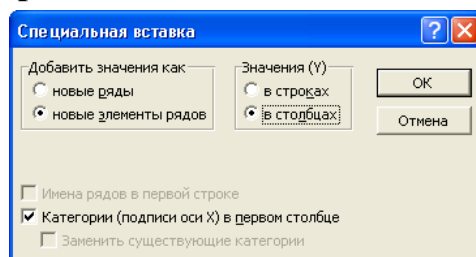 Специальная вставка
Добавить значения как
новые ряды
новые элементы рядов
Значения (Y)
в строках
в столбцах
ОК
Отмена
Имена рядов в первой строке
Категории (подписи оси X) в первом столбце
Заменить существующие категории